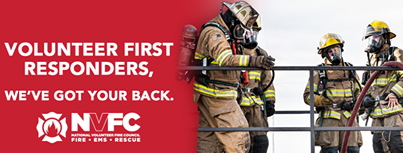 VOLUNTEER FIRST
RESPONDERS,
WE'VE GOT YOUR BACK.
NVFC
NATIONAL VOLUNTEER FIRE COUNCIL
FIRE • EMS • RESCUE